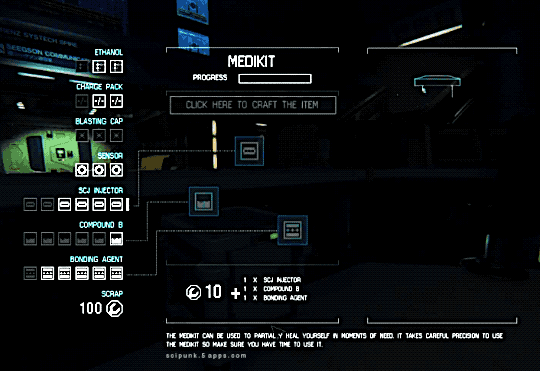 SEEGSON COMMUNI
ETHANOL
CHARGE PACK
BLASTING CAP
SENSOR
SCJ INJECTOR
COMPOUND B
BONDING AGENT
SCRAP
100
MEDIKIT
PROGRESS
CLICK HERE TO CRAFT THE ITEM
10 +
1 X SCJ INJECTOR
1 X COMPOUND B
1 X BONDING AGENT
THE MEDIKIT CAN BE USED TO PARTIALLY HEAL YOURSELF IN MOMENTS OF NEED. IT TAKES CAREFUL PRECISION TO USE
THE MEDIKIT SO MAKE SURE YOU HAVE TIME TO USE IT.
scipunk.5apps.com